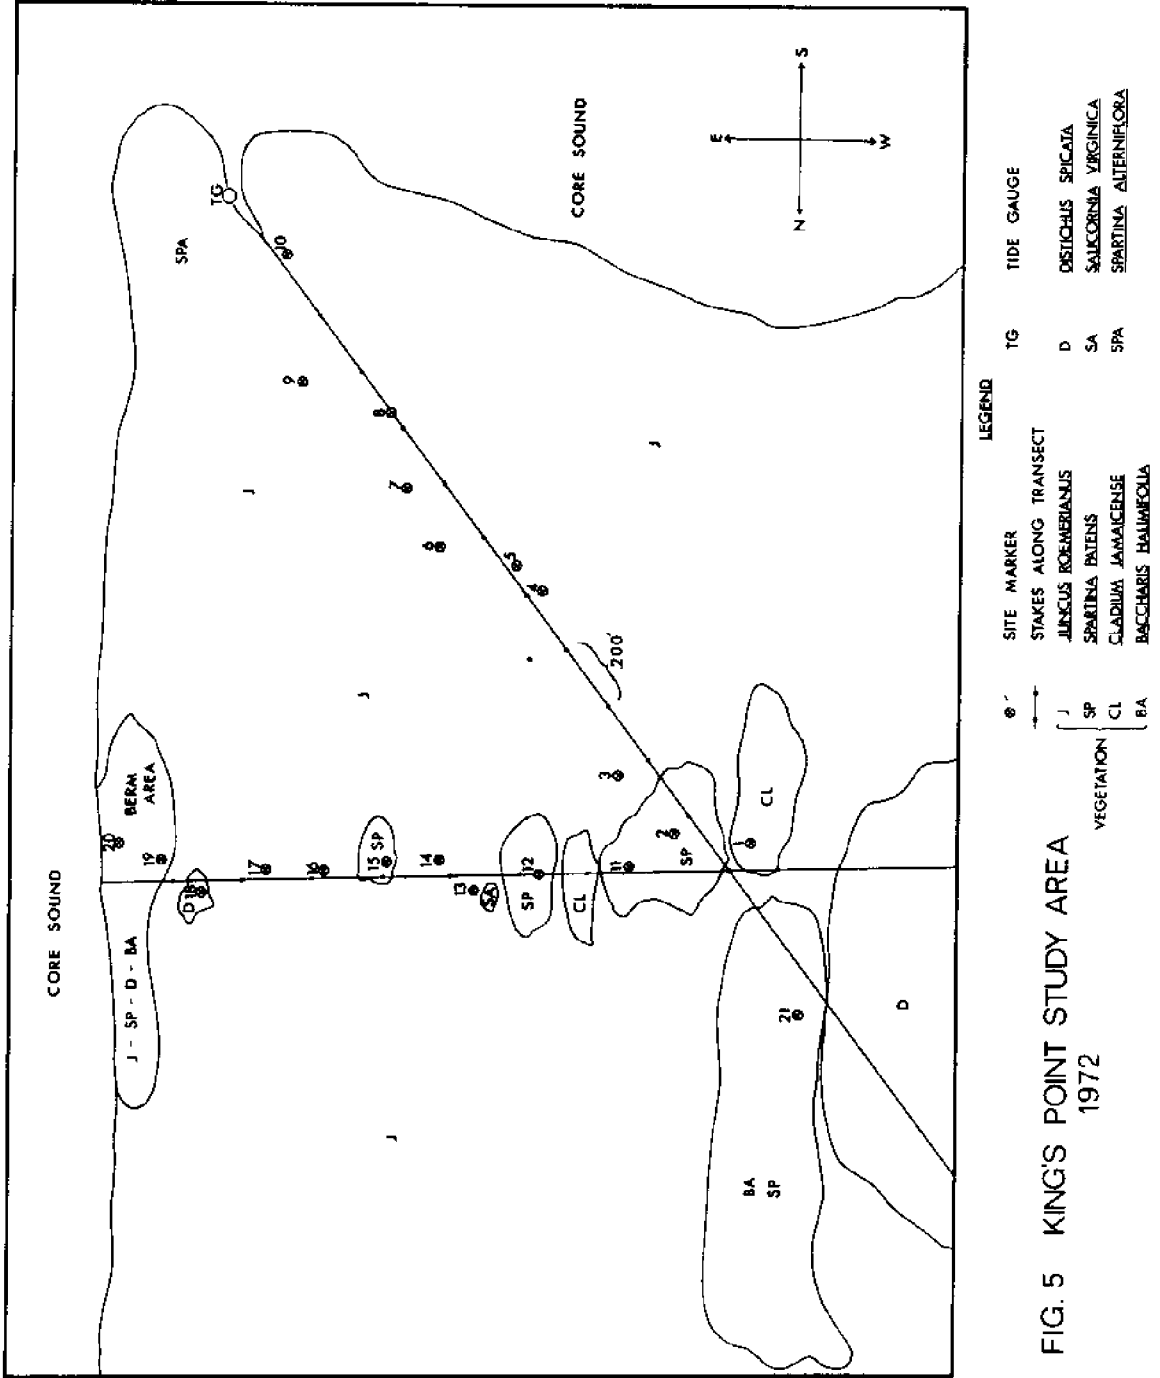 CORE SOUND
CORE SOUND
TG
SPA
10
9
8
7
6
5
4
3
2
1
J
J
J
J
200'
E
S
N
W
BERM
AREA
20
19
D 18
17
16
15 SP
14
13
SA
12
SP
CL
11
SP
CL
J - SP - D - BA
21
BA
SP
D
LEGEND
SITE MARKER
STAKES ALONG TRANSECT
VEGETATION
J JUNCUS ROEMERIANUS
SP SPARTINA PATENS
CL CLADIUM JAMAICENSE
BA BACCHARIS HALIMIFOLIA
TG TIDE GAUGE
D DISTICHLIS SPICATA
SA SALICORNIA VIRGINICA
SPA SPARTINA ALTERNIFLORA
FIG. 5 KING'S POINT STUDY AREA
1972